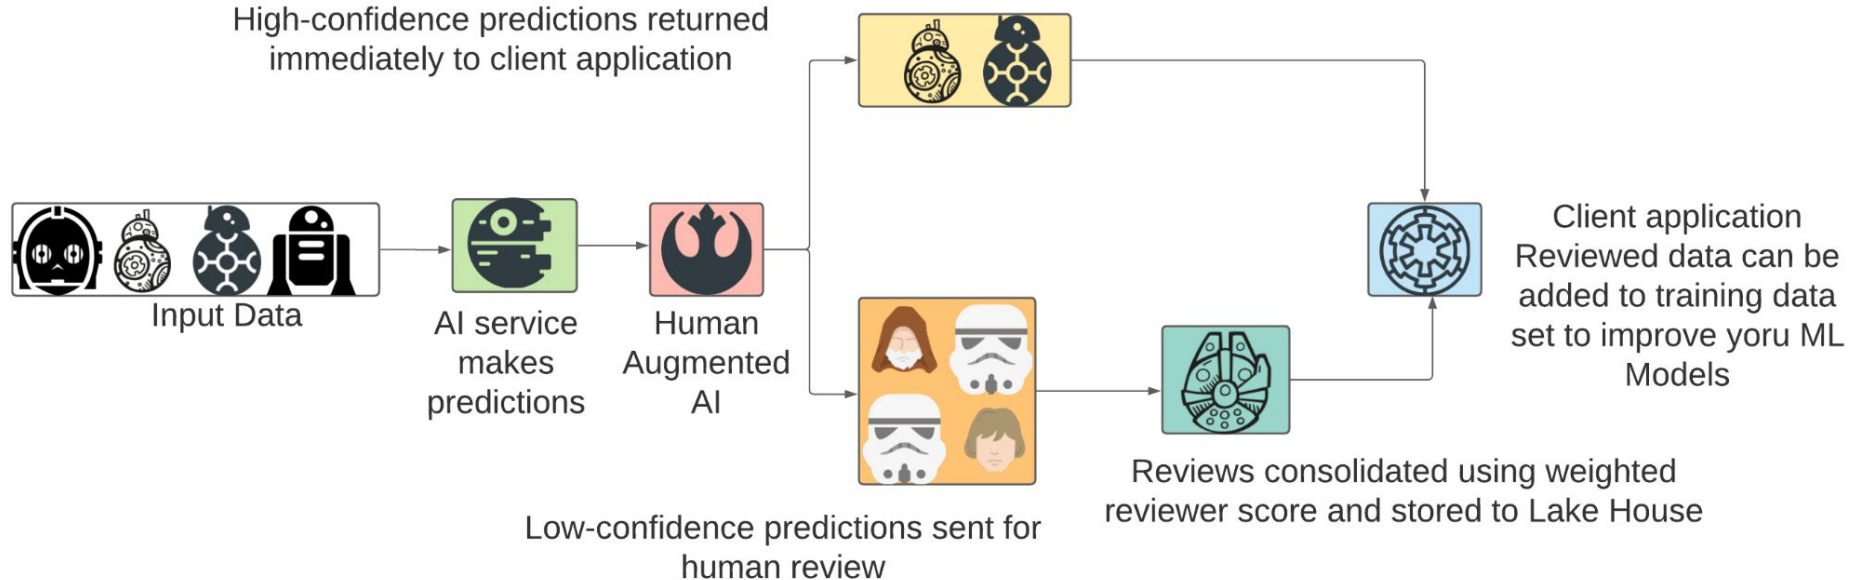 High-confidence predictions returned
immediately to client application
Input Data
AI service
makes
predictions
Human
Augmented
AI
Low-confidence predictions sent for
human review
Reviews consolidated using weighted
reviewer score and stored to Lake House
Client application
Reviewed data can be
added to training data
set to improve yoru ML
Models